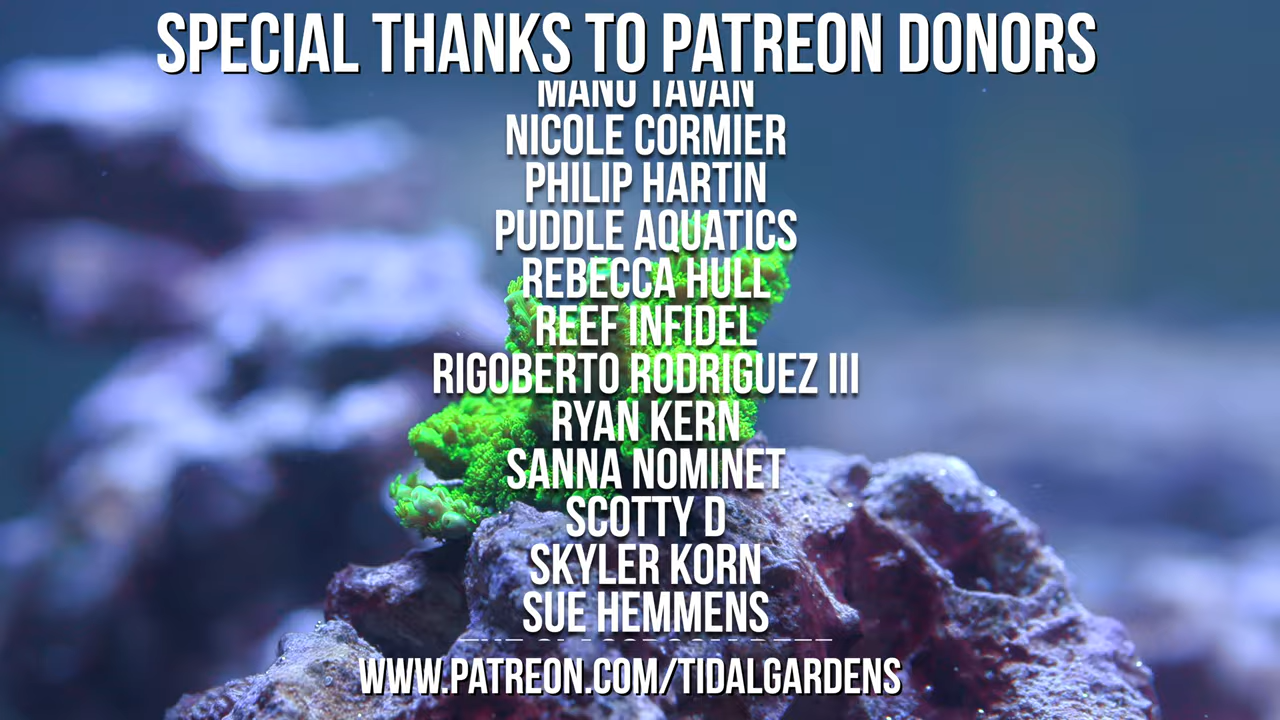 SPECIAL THANKS TO PATREON DONORS
TAVAN
NICOLE CORMIER
PHILIP HARTIN
PUDDLE AQUATICS
REBECCA HULL
REEF INFIDEL
RIGOBERTO RODRIGUEZ III
RYAN KERN
SANNA NOMINET
SCOTTY D
SKYLER KORN
SUE HEMMENS
WWW.PATREON.COM/TIDALGARDENS